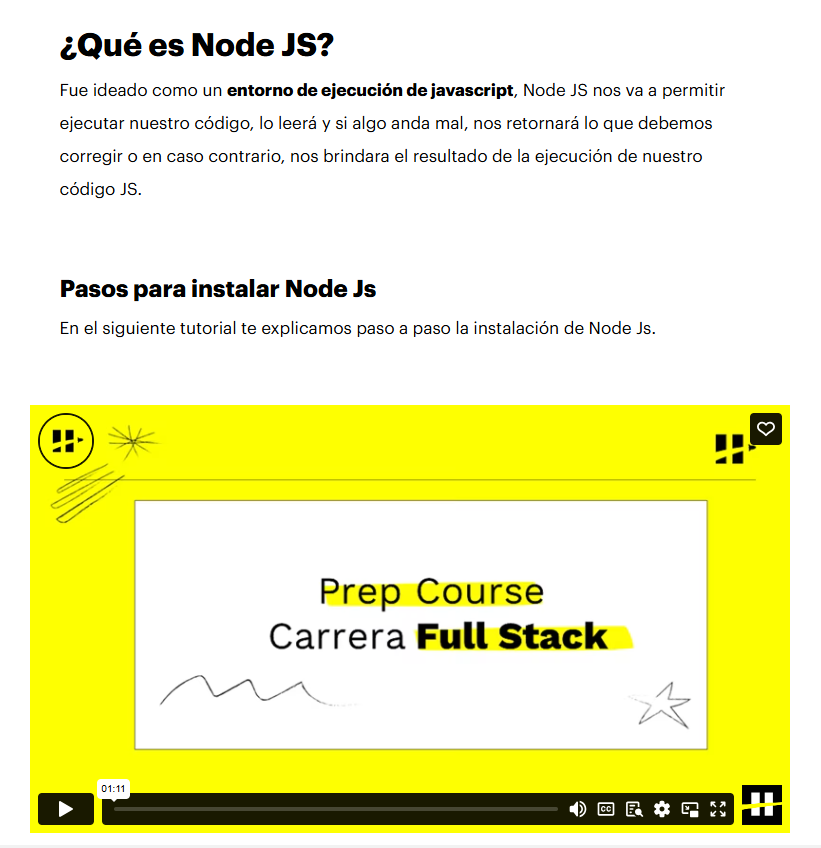 ¿Qué es Node JS?
Fue ideado como un entorno de ejecución de javascript, Node JS nos va a permitir
ejecutar nuestro código, lo leerá y si algo anda mal, nos retornará lo que debemos
corregir o en caso contrario, nos brindara el resultado de la ejecución de nuestro
código JS.
Pasos para instalar Node Js
En el siguiente tutorial te explicamos paso a paso la instalación de Node Js.
Prep Course
Carrera Full Stack
01:11
CC